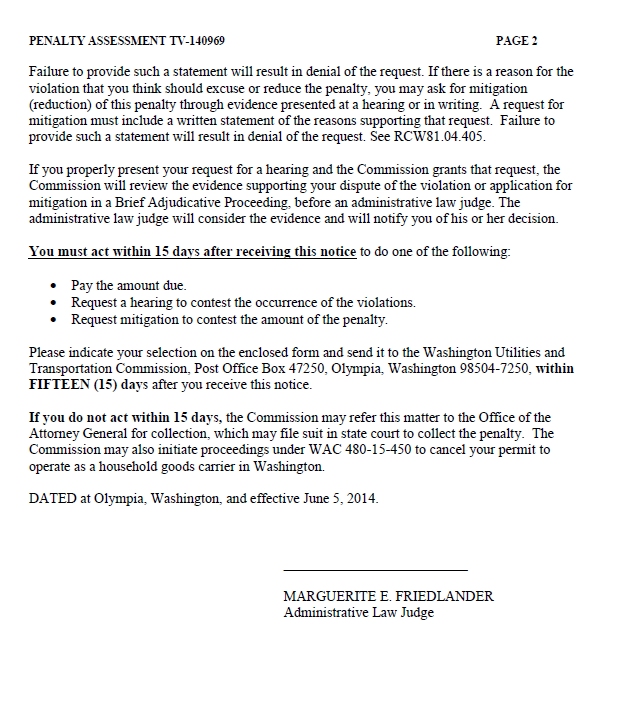 PENALTY ASSESSMENT TV-140969 PAGE 2
Failure to provide such a statement will result in denial of the request. If there is a reason for the
violation that you think should excuse or reduce the penalty, you may ask for mitigation
(reduction) of this penalty through evidence presented at a hearing or in writing. A request for
mitigation must include a written statement of the reasons supporting that request. Failure to
provide such a statement will result in denial of the request. See RCW81.04.405.
If you properly present your request for a hearing and the Commission grants that request, the
Commission will review the evidence supporting your dispute of the violation or application for
mitigation in a Brief Adjudicative Proceeding, before an administrative law judge. The
administrative law judge will consider the evidence and will notify you of his or her decision.
You must act within 15 days after receiving this notice to do one of the following:
• Pay the amount due.
• Request a hearing to contest the occurrence of the violations.
• Request mitigation to contest the amount of the penalty.
Please indicate your selection on the enclosed form and send it to the Washington Utilities and
Transportation Commission, Post Office Box 47250, Olympia, Washington 98504-7250, within
FIFTEEN (15) days after you receive this notice.
If you do not act within 15 days, the Commission may refer this matter to the Office of the
Attorney General for collection, which may file suit in state court to collect the penalty. The
Commission may also initiate proceedings under WAC 480-15-450 to cancel your permit to
operate as a household goods carrier in Washington.
DATED at Olympia, Washington, and effective June 5, 2014.
MARGUERITE E. FRIEDLANDER
Administrative Law Judge